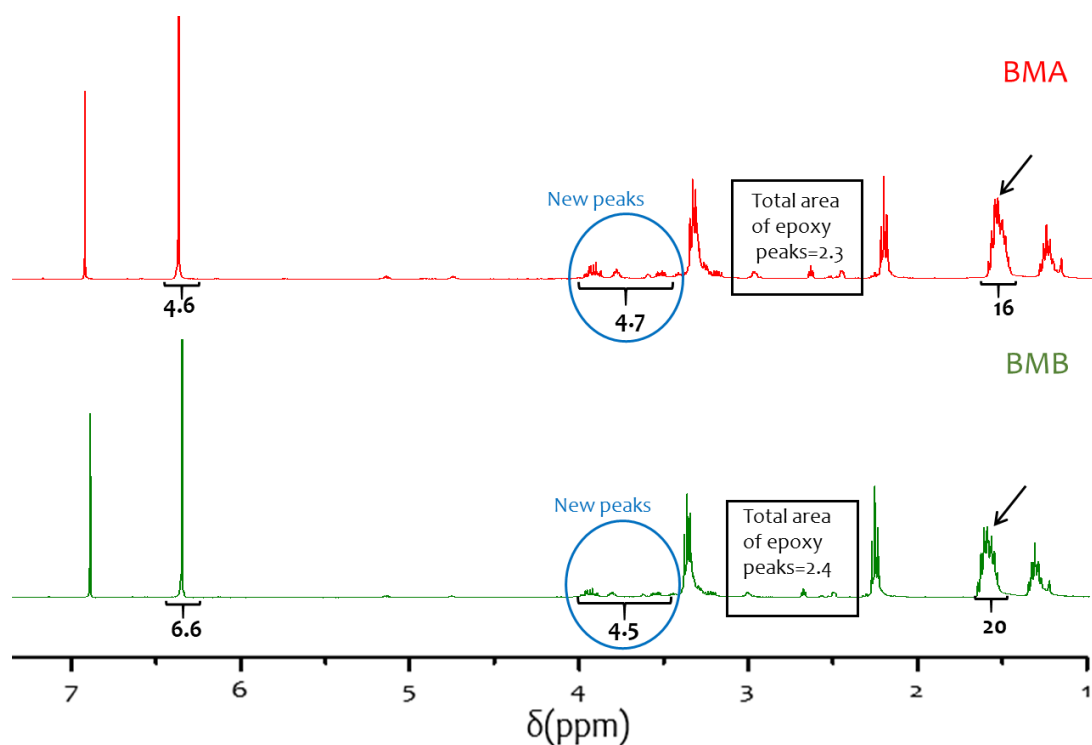 BMA
New peaks
Total area
of epoxy
peaks=2.3
4.6
4.7
16
BMB
New peaks
Total area
of epoxy
peaks=2.4
6.6
4.5
20
7 6 5 4 3 2 1
δ(ppm)